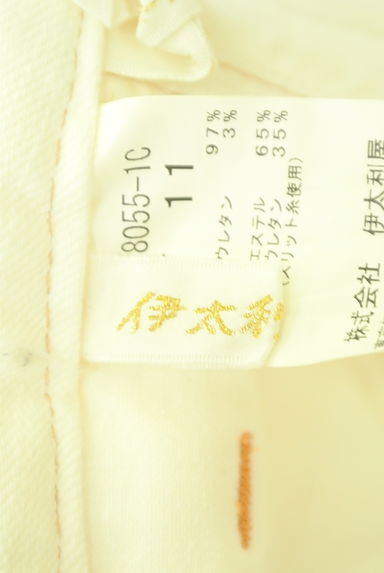 8055-1C
11
97%
ウレタン 3%
エステル 65%
ウレタン 35%
スリット糸使用)
株式会社 伊太利屋
伊太利